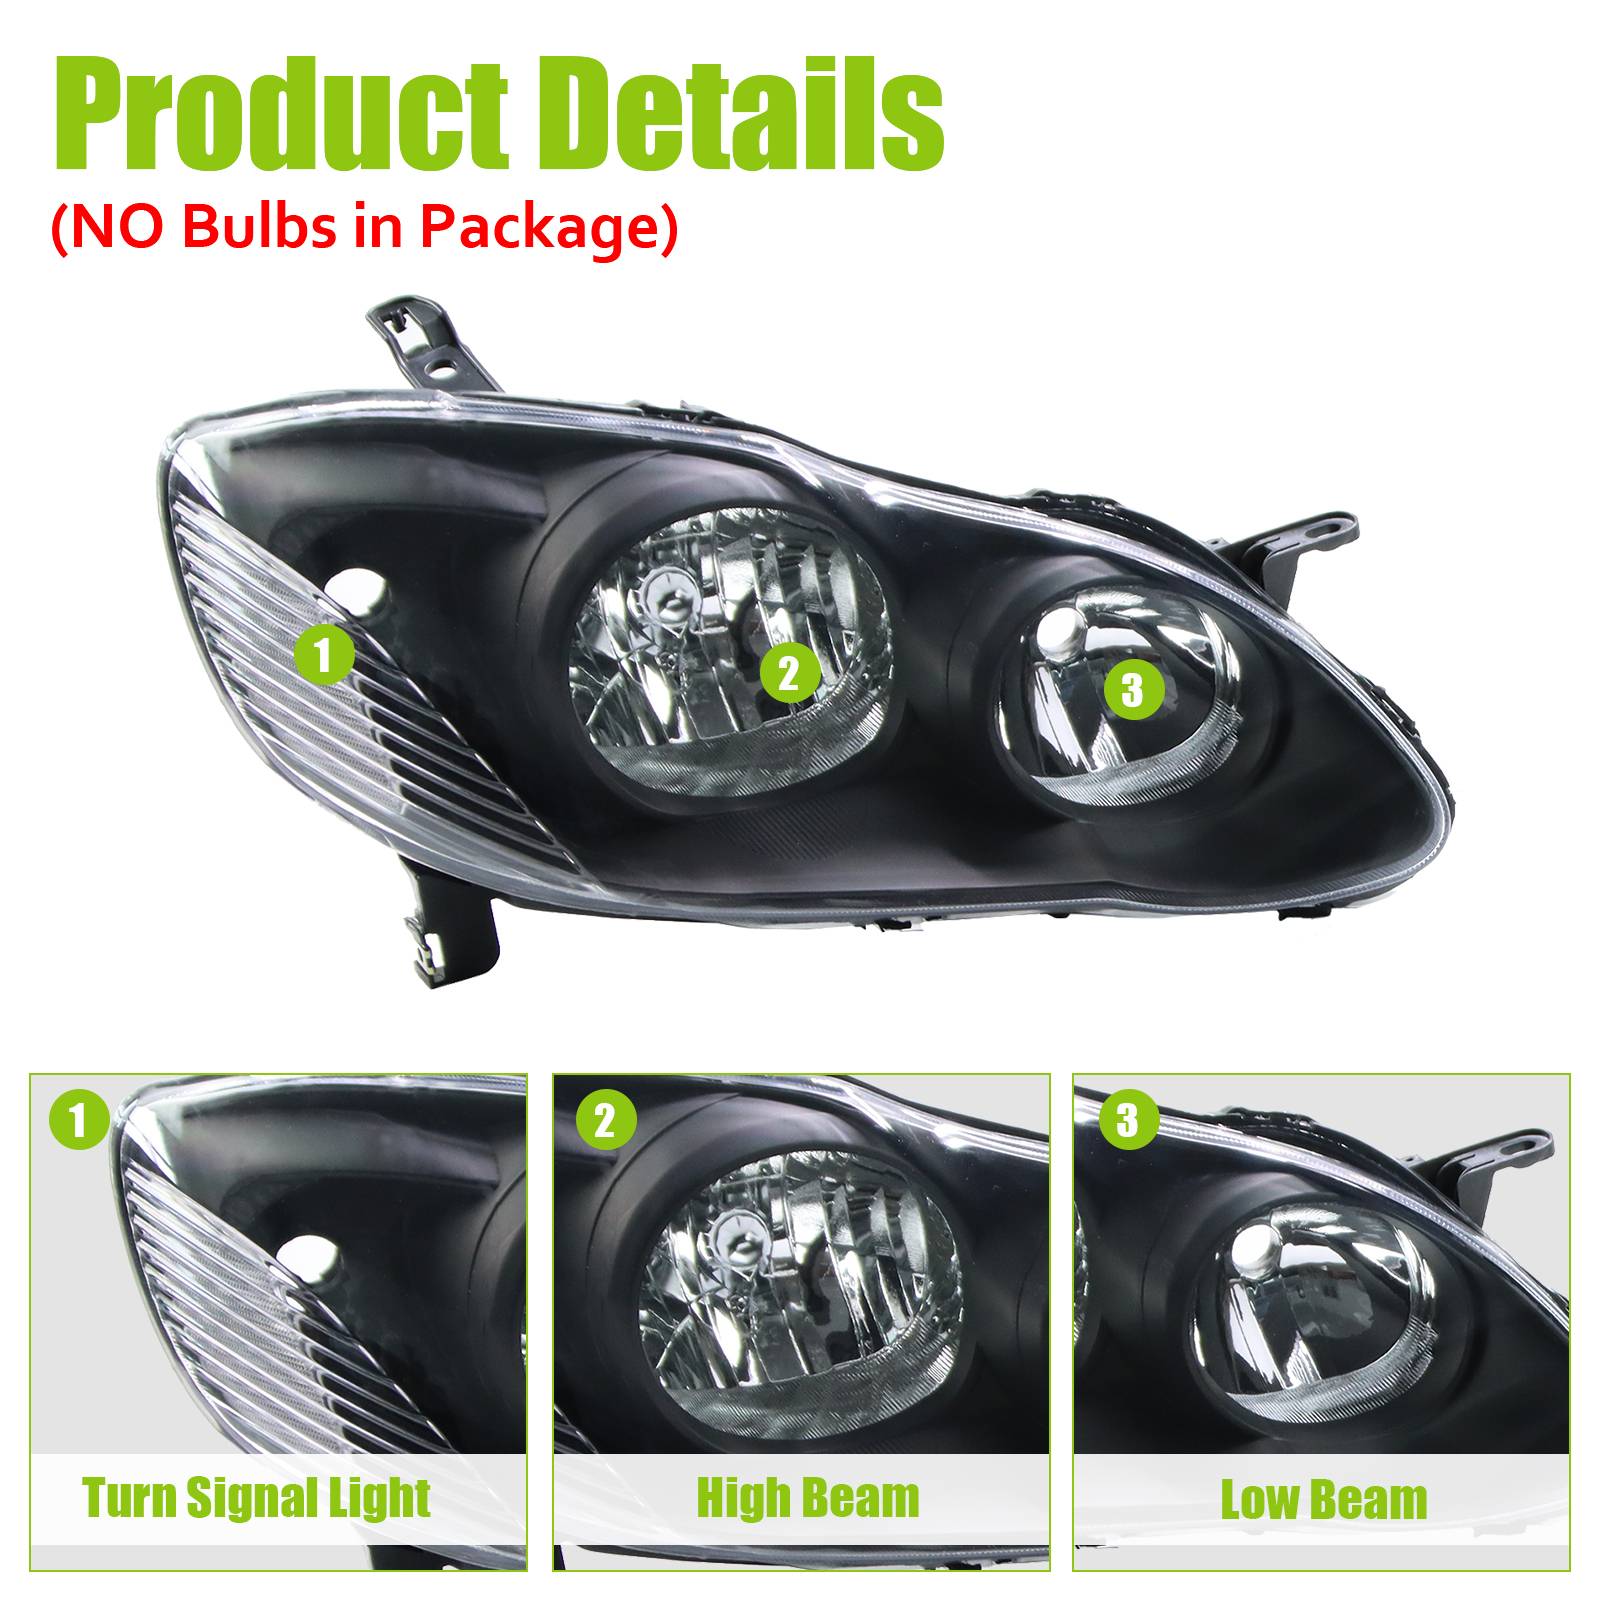 Product Details
(NO Bulbs in Package)
1
2
3
1
2
3
Turn Signal Light
High Beam
Low Beam